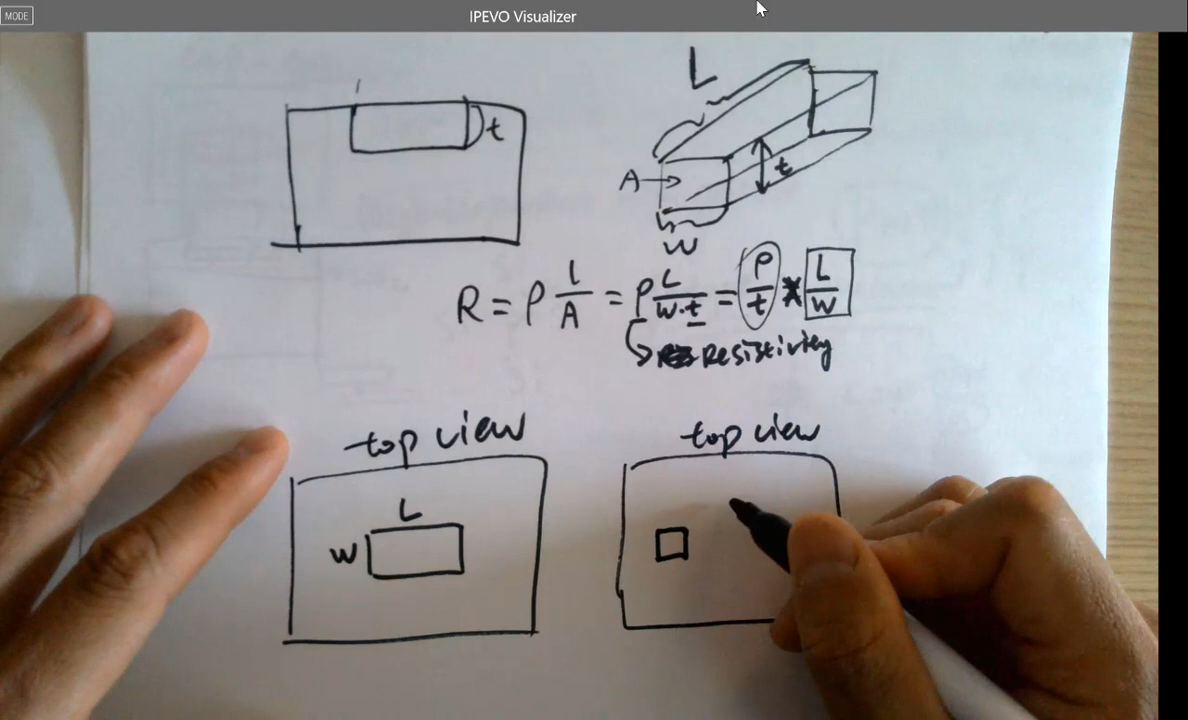 MODE
IPEVO Visualizer
L
t
A
t
W
R = ρ l/A = ρ L/W·t = ρ/t * L/W
Resistivity
top view
top view
L
W